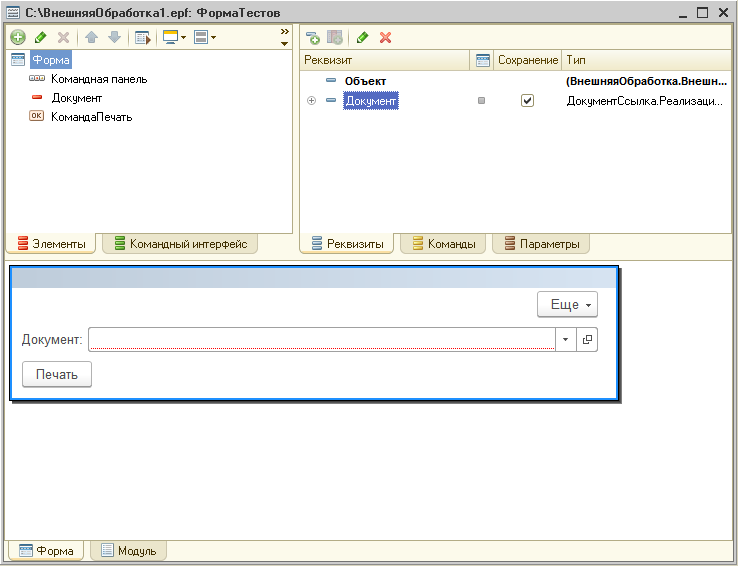 C:\ВнешняяОбработка1.epf: ФормаТестов
Форма
Командная панель
Документ
OK КомандаПечать
Элементы Командный интерфейс
Реквизит Сохранение Тип
Объект (ВнешняяОбработка.Внешн...
Документ ДокументСсылка.Реализаци...
Реквизиты Команды Параметры
Еще
Документ:
Печать
Форма Модуль